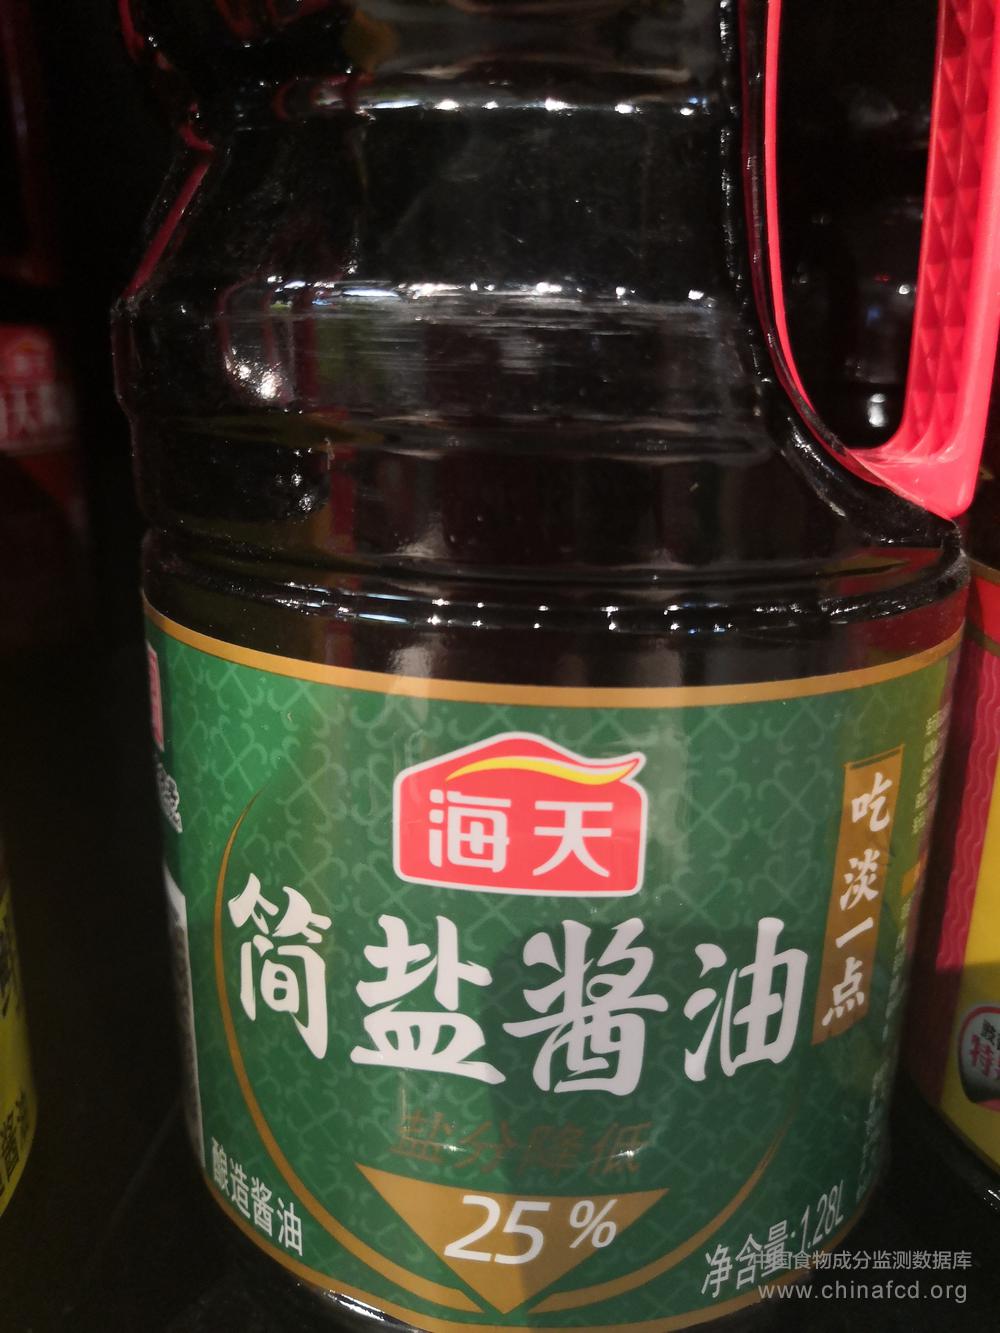 海天
吃淡一点
简盐酱油
盐分降低
25%
酿造酱油
净含量:1.28L
中国食物成分监测数据库
www.chinafcd.org